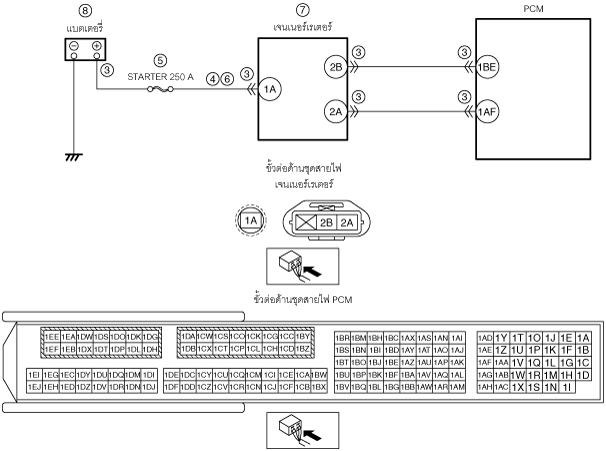 ⑧ ⑦ PCM
แบตเตอรี่ เจนเนอร์เรเตอร์
⊖ ⊕ ③ ⑤ ③ ③
STARTER 250 A ④ ⑥ ③ 2B 1BE
1A
③ ③
2A 1AF
ขั้วต่อด้านชุดสายไฟ
เจนเนอร์เรเตอร์
1A 2B 2A
ขั้วต่อด้านชุดสายไฟ PCM
1EE 1EA 1DW 1DS 1DO 1DK 1DG 1DA 1CW 1CS 1CO 1CK 1CG 1CC 1BY 1BR 1BM 1BH 1BC 1AX 1AS 1AN 1AI 1AD 1Y 1T 1O 1J 1E 1A
1EF 1EB 1DX 1DT 1DP 1DL 1DH 1DB 1CX 1CT 1CP 1CL 1CH 1CD 1BZ 1BS 1BN 1BI 1BD 1AY 1AT 1AO 1AJ 1AE 1Z 1U 1P 1K 1F 1B
1BT 1BO 1BJ 1BE 1AZ 1AU 1AP 1AK 1AF 1AA 1V 1Q 1L 1G 1C
1EI 1EG 1EC 1DY 1DU 1DQ 1DM 1DI 1DE 1DC 1CY 1CU 1CQ 1CM 1CI 1CE 1CA 1BW 1BU 1BP 1BK 1BF 1BA 1AV 1AQ 1AL 1AG 1AB 1W 1R 1M 1H 1D
1EJ 1EH 1ED 1DZ 1DV 1DR 1DN 1DJ 1DF 1DD 1CZ 1CV 1CR 1CN 1CJ 1CF 1CB 1BX 1BV 1BQ 1BL 1BG 1BB 1AW 1AR 1AM 1AH 1AC 1X 1S 1N 1I